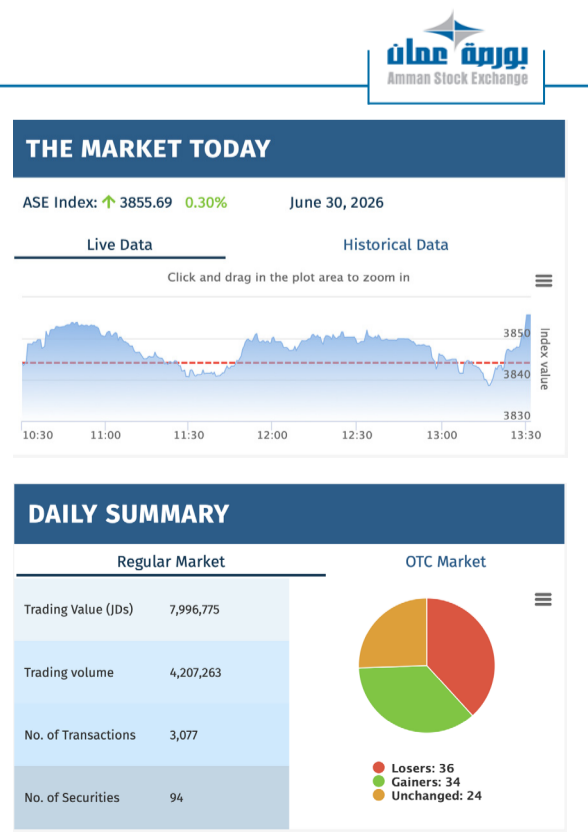 بورصة عمان
Amman Stock Exchange
THE MARKET TODAY
ASE Index: ↑ 3855.69 0.30% June 30, 2026
Live Data Historical Data
Click and drag in the plot area to zoom in
3850
3840
3830
Index value
10:30 11:00 11:30 12:00 12:30 13:00 13:30
DAILY SUMMARY
Regular Market OTC Market
Trading Value (JDs) 7,996,775
Trading volume 4,207,263
No. of Transactions 3,077
No. of Securities 94
Losers: 36
Gainers: 34
Unchanged: 24